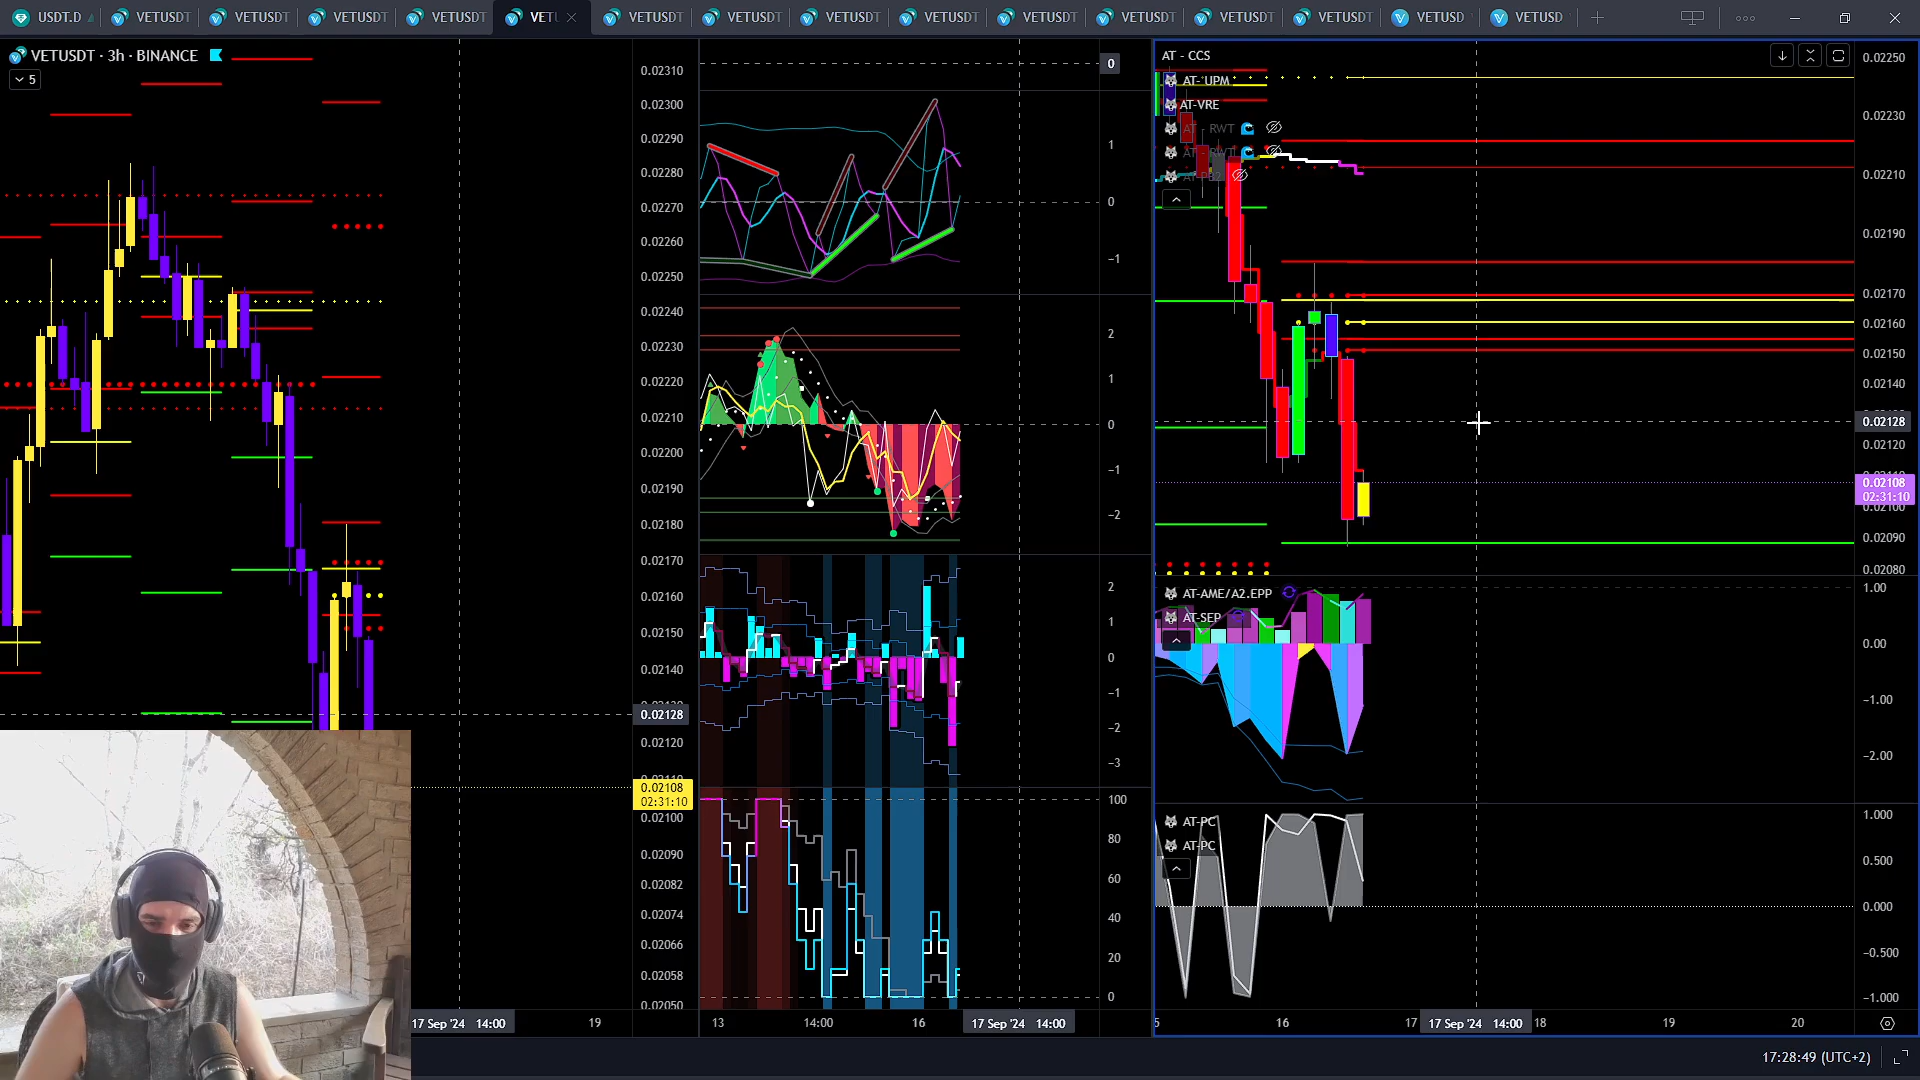 USDT.D
VETUSDT
VETUSDT
VETUSDT
VETUSDT
VETU
VETUSDT
VETUSDT
VETUSDT
VETUSDT
VETUSDT
VETUSDT
VETUSDT
VETUSDT
VETUSD
VETUSD
VETUSDT · 3h · BINANCE
5
0.02310
0.02300
0.02290
0.02280
0.02270
0.02260
0.02250
0.02240
0.02230
0.02220
0.02210
0.02200
0.02190
0.02180
0.02170
0.02160
0.02150
0.02140
0.02128
0.02120
0.02108
02:31:10
0.02100
0.02090
0.02082
0.02074
0.02066
0.02058
0.02050
17 Sep '24 14:00
19
0
1
0
−1
2
1
0
−1
−2
2
1
0
−1
−2
−3
100
80
60
40
20
0
13
14:00
16
17 Sep '24 14:00
AT - CCS
AT- UPM
AT-VRE
AT - RWT
AT - RWT
AT-PB2
0.02250
0.02230
0.02210
0.02190
0.02170
0.02160
0.02150
0.02140
0.02128
0.02120
0.02108
02:31:10
0.02100
0.02090
0.02080
AT-AME/A2.EPP
AT-SEP
1.00
0.00
−1.00
−2.00
AT-PC
AT-PC
1.000
0.500
0.000
−0.500
−1.000
5
16
17
17 Sep '24 14:00
18
19
20
17:28:49 (UTC+2)